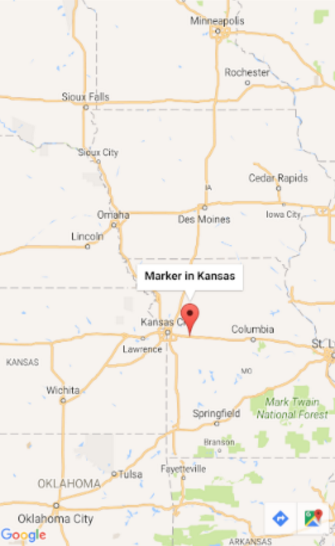 Minneapolis
Rochester
Sioux Falls
Sioux City
Cedar Rapids
IA
Iowa City
Omaha
Des Moines
Lincoln
Marker in Kansas
Kansas C
Columbia
Lawrence
St. L
KANSAS
MO
Wichita
Mark Twain
National Forest
Springfield
Branson
Fayetteville
Tulsa
OKLAHOMA
Oklahoma City
ARKANSAS
Google